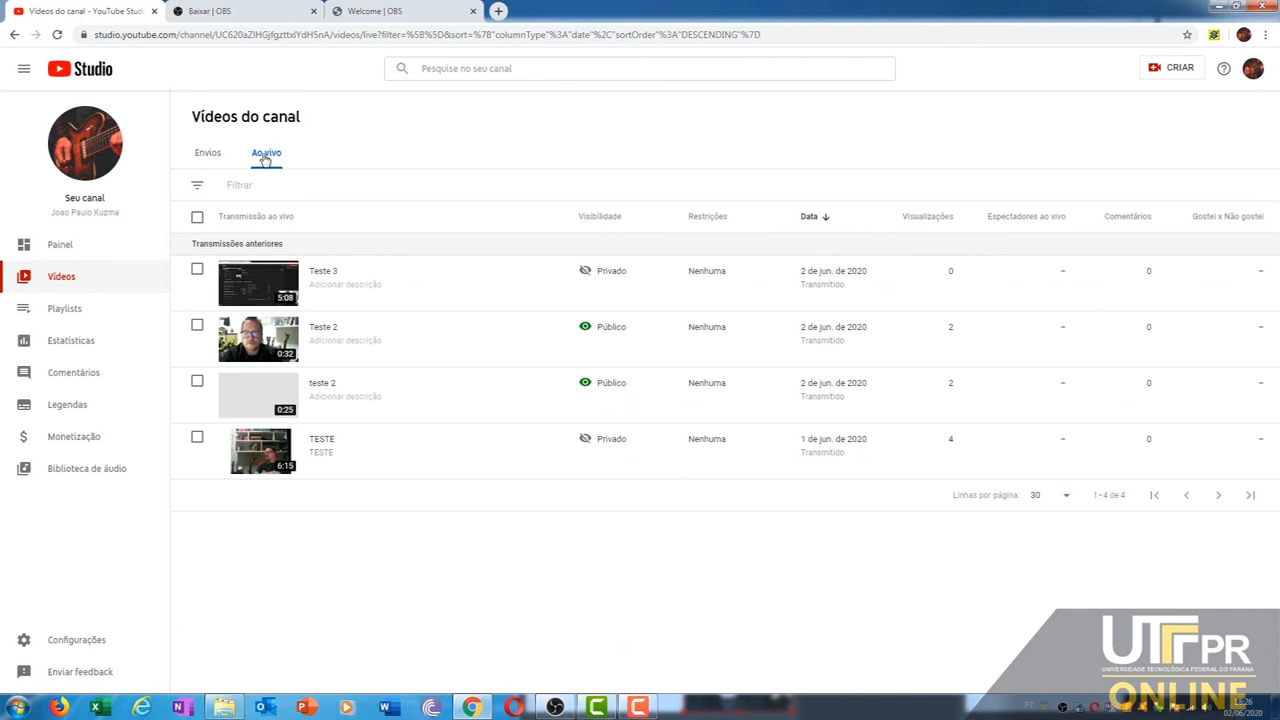 Vídeos do canal - YouTube Studi
Baixar | OBS
Welcome | OBS
studio.youtube.com/channel/UC620aZIHGjfgzttxlYdH5nA/videos/live?filter=%5B%5D&sort=%7B"columnType"%3A"date"%2C"sortOrder"%3A"DESCENDING"%7D
Studio
Pesquise no seu canal
CRIAR
Seu canal
Joao Paulo Kuzma
Painel
Vídeos
Playlists
Estatísticas
Comentários
Legendas
Monetização
Biblioteca de áudio
Configurações
Enviar feedback
Vídeos do canal
Envios Ao vivo
Filtrar
Transmissão ao vivo Visibilidade Restrições Data Visualizações Espectadores ao vivo Comentários Gostei x Não gostei
Transmissões anteriores
5:08 Teste 3 Privado Nenhuma 2 de jun. de 2020 0 – 0 –
Adicionar descrição Transmitido
0:32 Teste 2 Público Nenhuma 2 de jun. de 2020 2 – 0 –
Adicionar descrição Transmitido
0:25 teste 2 Público Nenhuma 2 de jun. de 2020 2 – 0 –
Adicionar descrição Transmitido
6:15 TESTE Privado Nenhuma 1 de jun. de 2020 0 – 0 –
TESTE Transmitido
Linhas por página: 30 1–4 de 4
UTFPR
UNIVERSIDADE TECNOLÓGICA FEDERAL DO PARANÁ
ONLINE
PT
02/06/2020